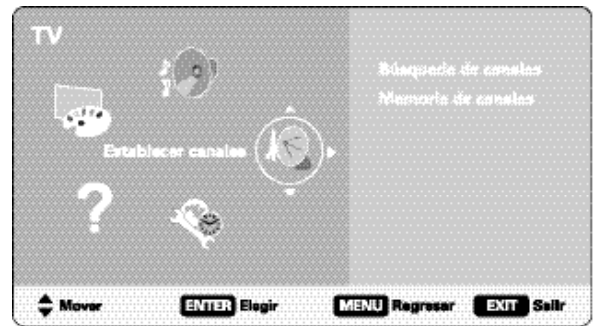 TV
Búsqueda de canales
Memoria de canales
Establecer canales
?
Mover ENTER Elegir MENU Regresar EXIT Salir